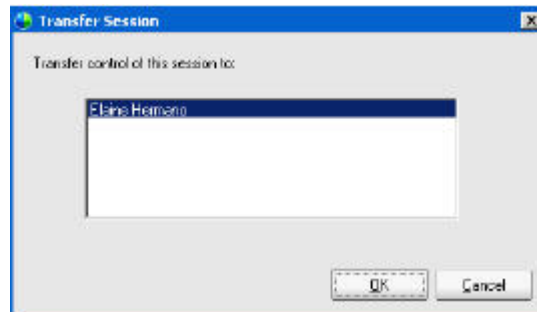 Transfer Session
Transfer control of this session to:
Elaine Hermano
OK
Cancel